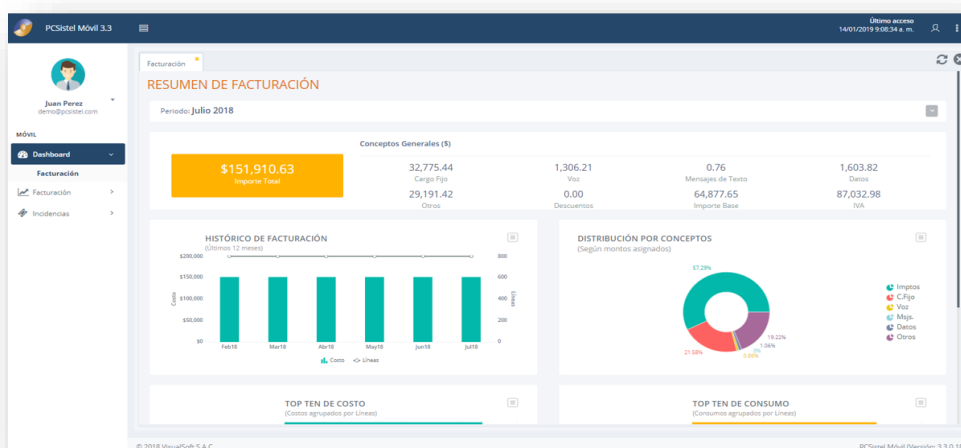 PCSistel Móvil 3.3
Último acceso
14/01/2019 9:08:34 a. m.
Juan Perez
demo@pcsistel.com
MÓVIL
Dashboard
Facturación
Facturación
Incidencias
Facturación
RESUMEN DE FACTURACIÓN
Periodo: Julio 2018
Conceptos Generales ($)
$151,910.63
Importe Total
32,775.44 1,306.21 0.76 1,603.82
Cargo Fijo Voz Mensajes de Texto Datos
29,191.42 0.00 64,877.65 87,032.98
Otros Descuentos Importe Base IVA
HISTÓRICO DE FACTURACIÓN
(Últimos 12 meses)
$200,000 800
$150,000 600
$100,000 400
$50,000 200
$0 0
Costo
Líneas
Feb18 Mar18 Abr18 May18 Jun18 Jul18
Costo Líneas
DISTRIBUCIÓN POR CONCEPTOS
(Según montos asignados)
37.29%
19.22%
1.06%
0%
0.86%
21.58%
Imptos
C.Fijo
Voz
Msjs.
Datos
Otros
TOP TEN DE COSTO
(Costos agrupados por Líneas)
TOP TEN DE CONSUMO
(Consumos agrupados por Líneas)
© 2018 VisualSoft S.A.C.
PCSistel Móvil (Versión: 3.3.0.18